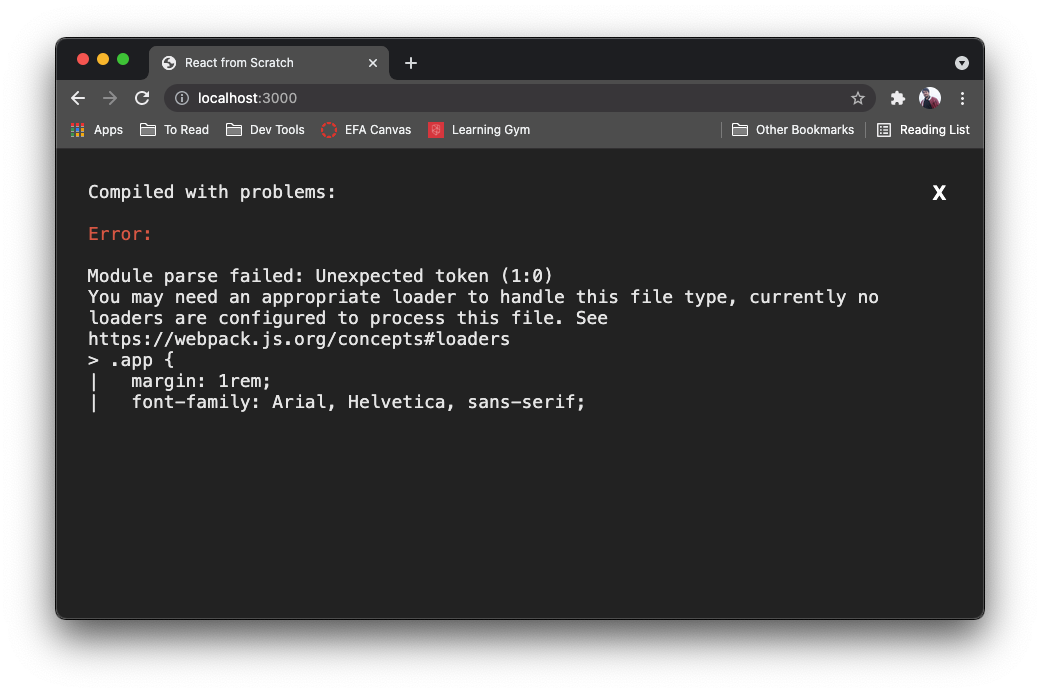 React from Scratch
localhost:3000
Apps To Read Dev Tools EFA Canvas Learning Gym Other Bookmarks Reading List
Compiled with problems: X
Error:
Module parse failed: Unexpected token (1:0)
You may need an appropriate loader to handle this file type, currently no
loaders are configured to process this file. See
https://webpack.js.org/concepts#loaders
> .app {
|   margin: 1rem;
|   font-family: Arial, Helvetica, sans-serif;